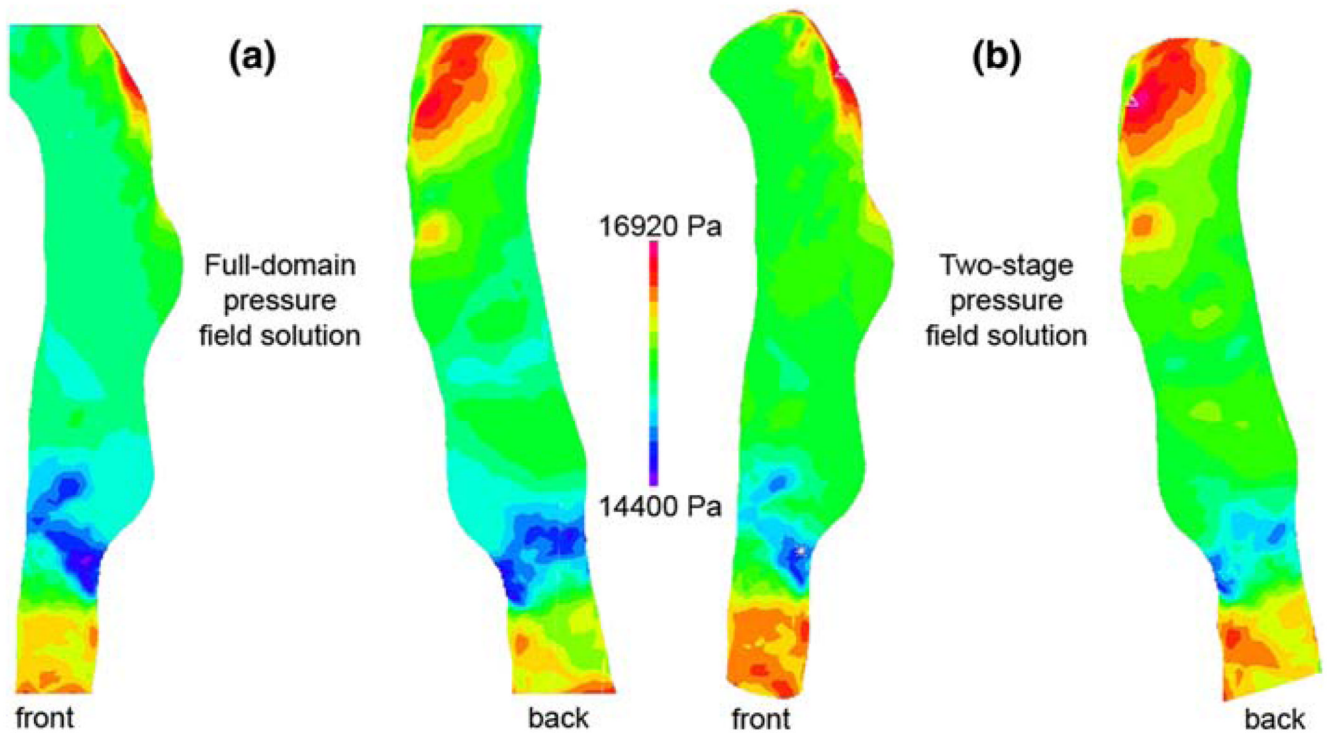 (a)
(b)
Full-domain
pressure
field solution
16920 Pa
14400 Pa
Two-stage
pressure
field solution
front
back
front
back